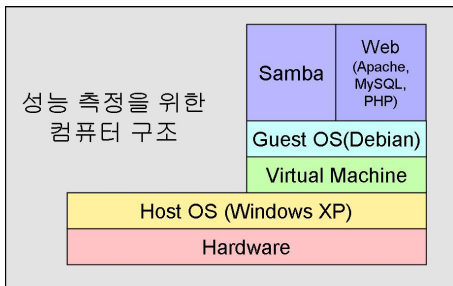 성능 측정을 위한
컴퓨터 구조
Samba
Web
(Apache,
MySQL,
PHP)
Guest OS(Debian)
Virtual Machine
Host OS (Windows XP)
Hardware